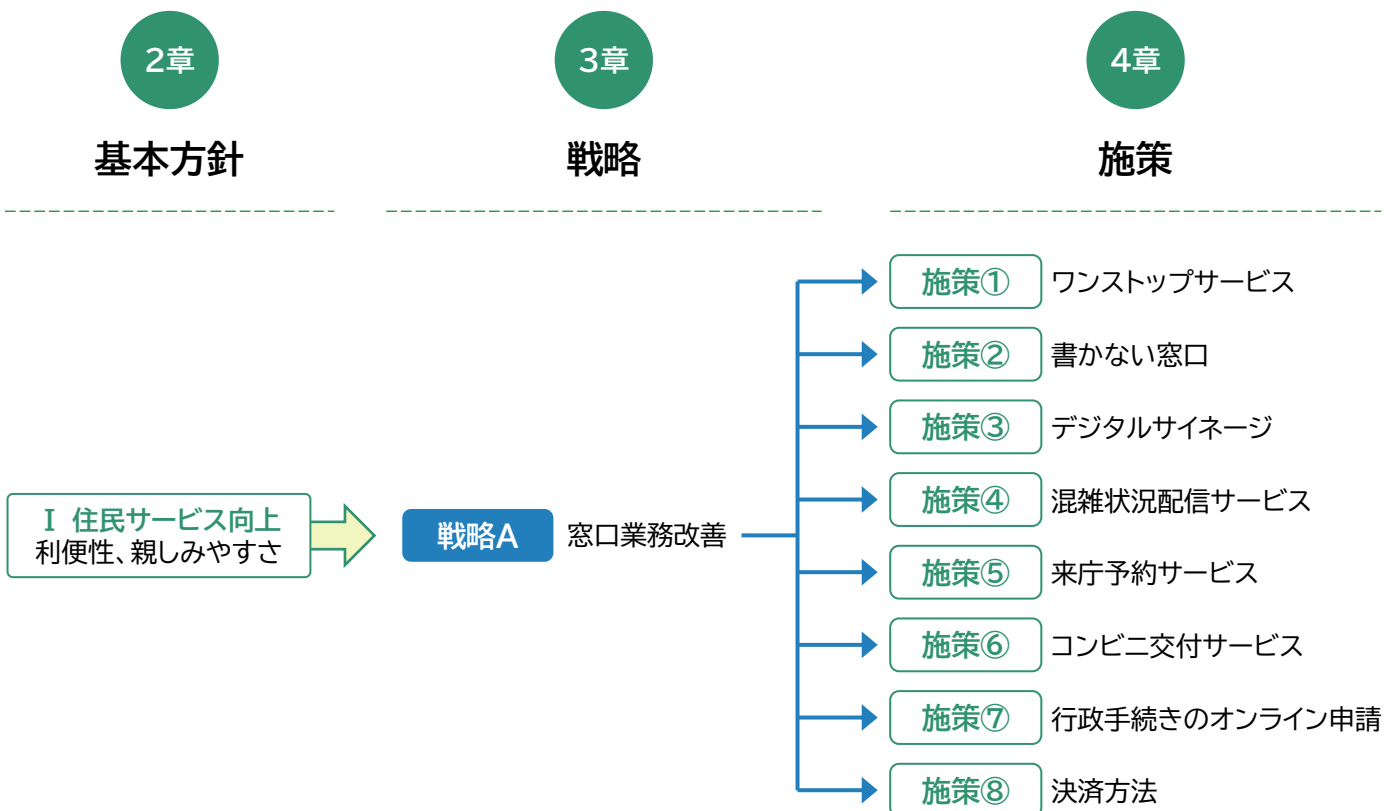 2章
3章
4章
基本方針
戦略
施策
I 住民サービス向上
利便性、親しみやすさ
戦略A
窓口業務改善
施策① ワンストップサービス
施策② 書かない窓口
施策③ デジタルサイネージ
施策④ 混雑状況配信サービス
施策⑤ 来庁予約サービス
施策⑥ コンビニ交付サービス
施策⑦ 行政手続きのオンライン申請
施策⑧ 決済方法